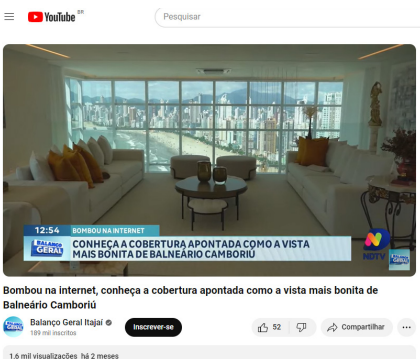 YouTube BR
Pesquisar
12:54 BOMBOU NA INTERNET
BALANÇO
GERAL
CONHEÇA A COBERTURA APONTADA COMO A VISTA
MAIS BONITA DE BALNEÁRIO CAMBORIÚ
NDTV
BALANÇO
GERAL
Bombou na internet, conheça a cobertura apontada como a vista mais bonita de
Balneário Camboriú
Balanço Geral Itajaí
189 mil inscritos
Inscrever-se
52
Compartilhar
1,6 mil visualizações há 2 meses